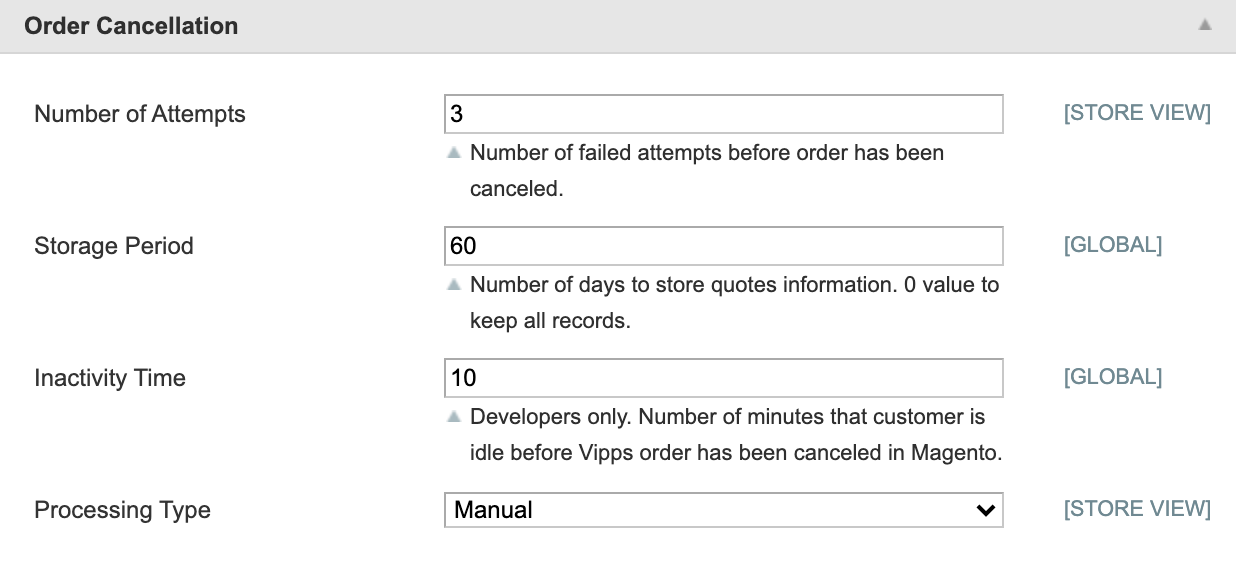 Order Cancellation
Number of Attempts 3 [STORE VIEW]
Number of failed attempts before order has been
canceled.
Storage Period 60 [GLOBAL]
Number of days to store quotes information. 0 value to
keep all records.
Inactivity Time 10 [GLOBAL]
Developers only. Number of minutes that customer is
idle before Vipps order has been canceled in Magento.
Processing Type Manual [STORE VIEW]